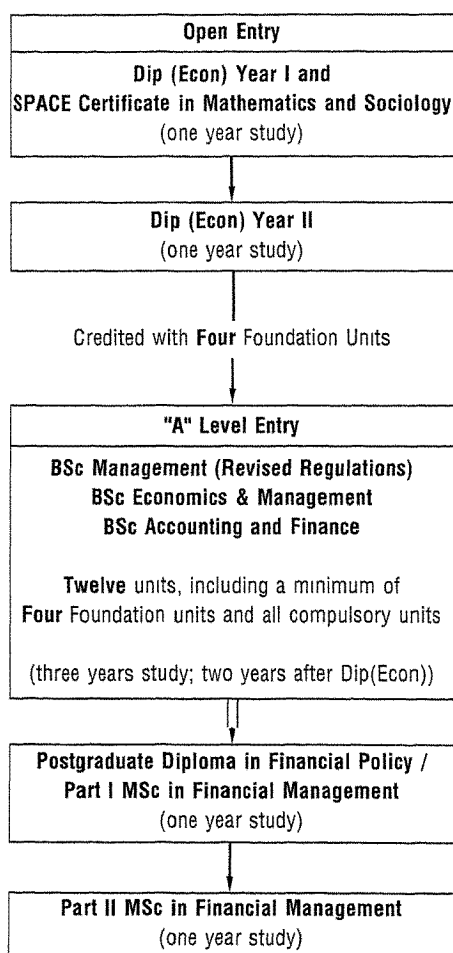 Open Entry
Dip (Econ) Year I and
SPACE Certificate in Mathematics and Sociology
(one year study)
Dip (Econ) Year II
(one year study)
Credited with Four Foundation Units
"A" Level Entry
BSc Management (Revised Regulations)
BSc Economics & Management
BSc Accounting and Finance
Twelve units, including a minimum of
Four Foundation units and all compulsory units
(three years study; two years after Dip(Econ))
Postgraduate Diploma in Financial Policy /
Part I MSc in Financial Management
(one year study)
Part II MSc in Financial Management
(one year study)